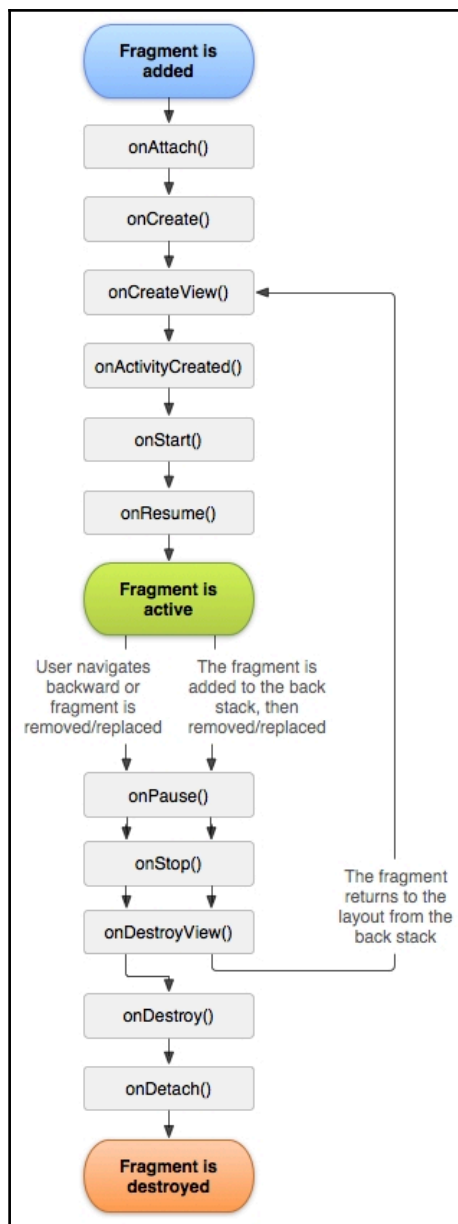 Fragment is
added
onAttach()
onCreate()
onCreateView()
onActivityCreated()
onStart()
onResume()
Fragment is
active
User navigates
backward or
fragment is
removed/replaced
The fragment is
added to the back
stack, then
removed/replaced
onPause()
onStop()
onDestroyView()
The fragment
returns to the
layout from the
back stack
onDestroy()
onDetach()
Fragment is
destroyed